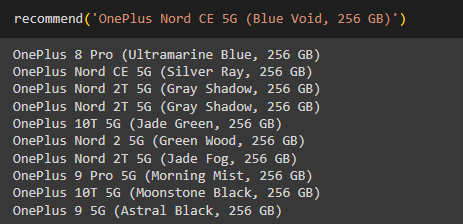 recommend('OnePlus Nord CE 5G (Blue Void, 256 GB)')
OnePlus 8 Pro (Ultramarine Blue, 256 GB)
OnePlus Nord CE 5G (Silver Ray, 256 GB)
OnePlus Nord 2T 5G (Gray Shadow, 256 GB)
OnePlus Nord 2T 5G (Gray Shadow, 256 GB)
OnePlus 10T 5G (Jade Green, 256 GB)
OnePlus Nord 2 5G (Green Wood, 256 GB)
OnePlus Nord 2T 5G (Jade Fog, 256 GB)
OnePlus 9 Pro 5G (Morning Mist, 256 GB)
OnePlus 10T 5G (Moonstone Black, 256 GB)
OnePlus 9 5G (Astral Black, 256 GB)